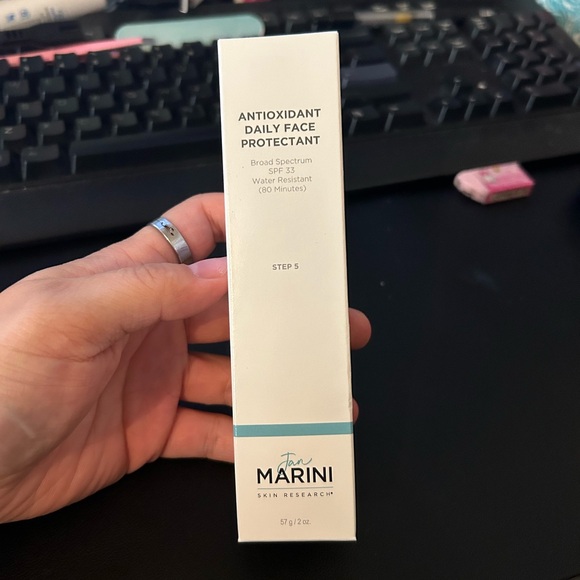 ANTIOXIDANT
DAILY FACE
PROTECTANT
Broad Spectrum
SPF 33
Water Resistant
(80 Minutes)
STEP 5
Jan
MARINI
SKIN RESEARCH®
57 g / 2 oz.